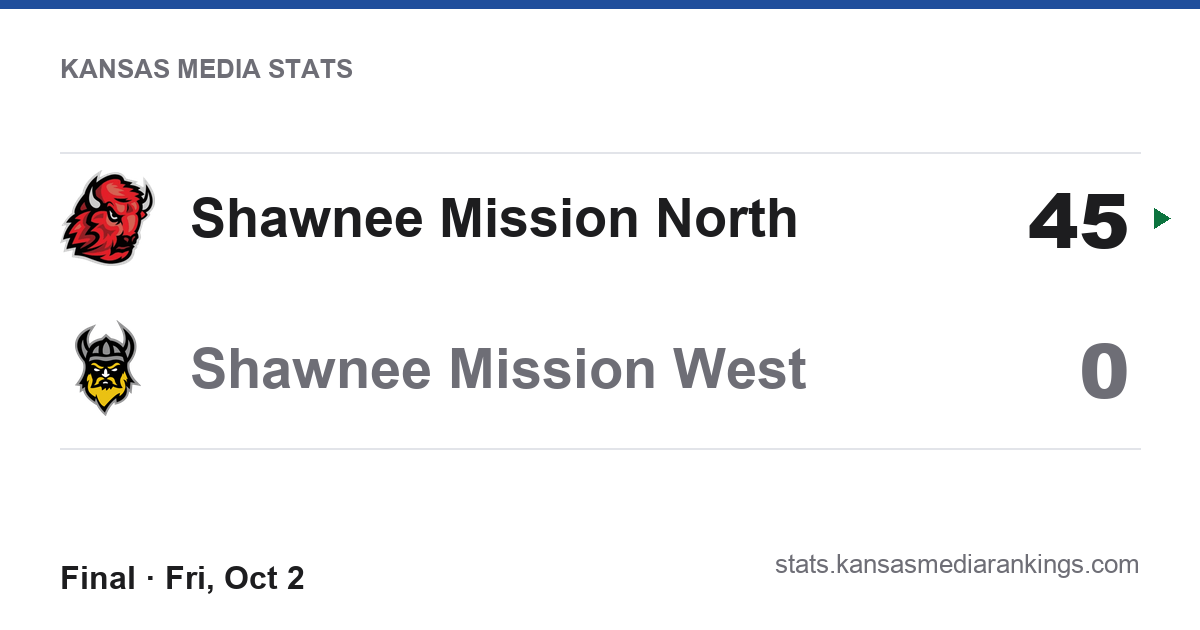 KANSAS MEDIA STATS
Shawnee Mission North 45
Shawnee Mission West 0
Final · Fri, Oct 2
stats.kansasmediarankings.com